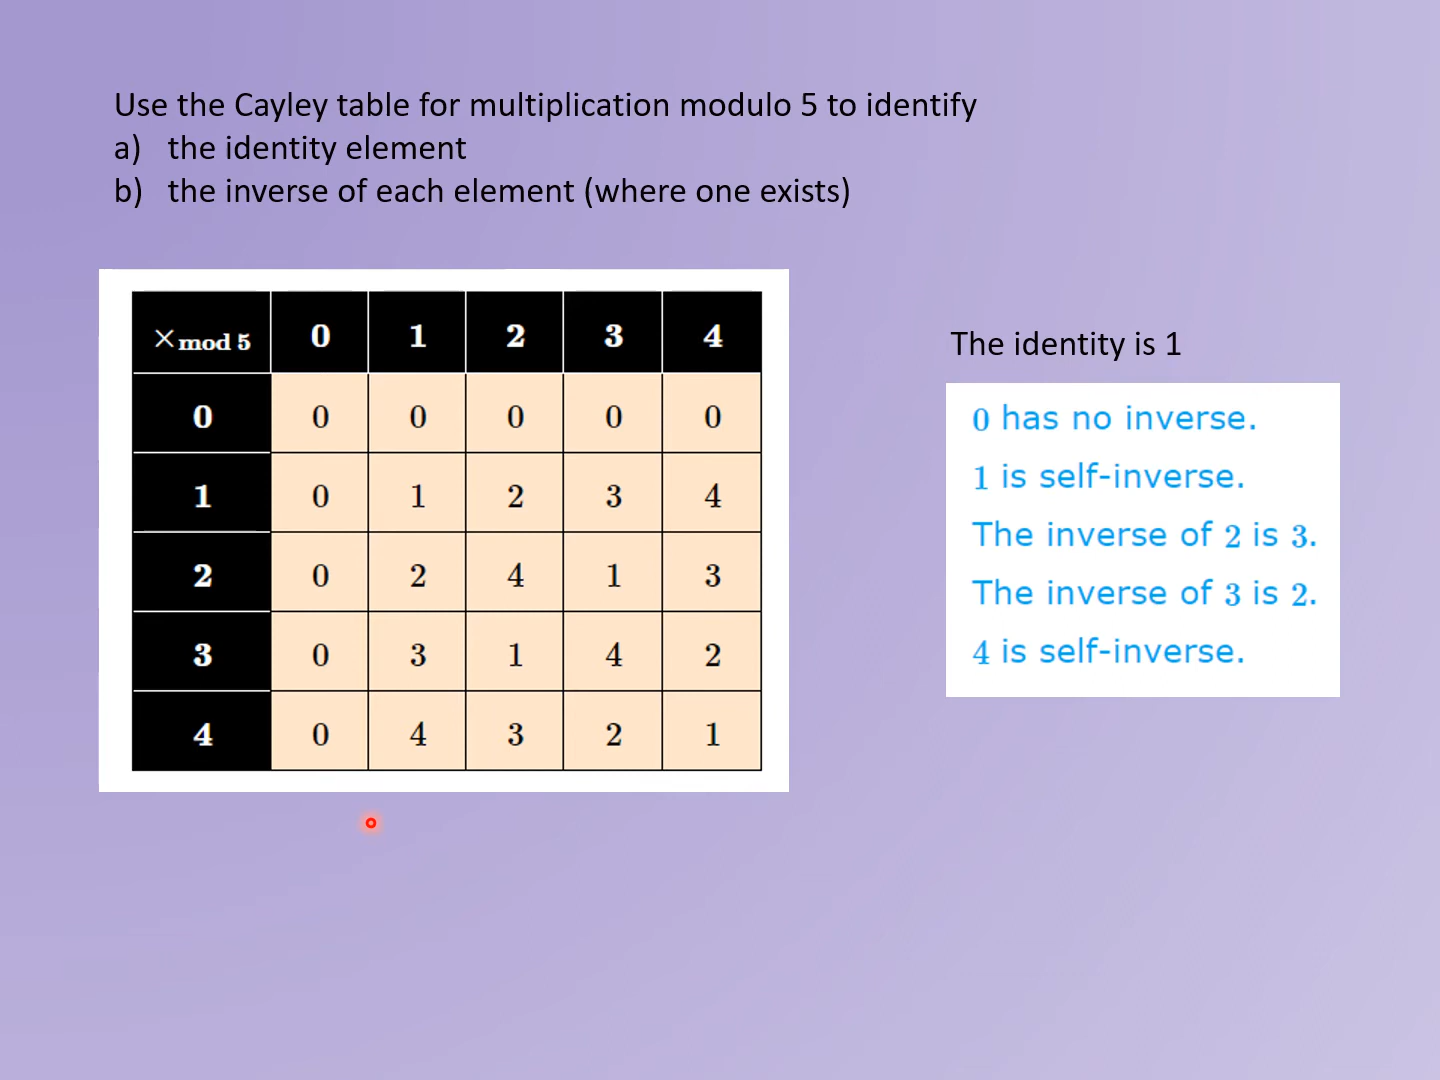 Use the Cayley table for multiplication modulo 5 to identify
a) the identity element
b) the inverse of each element (where one exists)
× mod 5 0 1 2 3 4
0 0 0 0 0 0
1 0 1 2 3 4
2 0 2 4 1 3
3 0 3 1 4 2
4 0 4 3 2 1
The identity is 1
0 has no inverse.
1 is self-inverse.
The inverse of 2 is 3.
The inverse of 3 is 2.
4 is self-inverse.